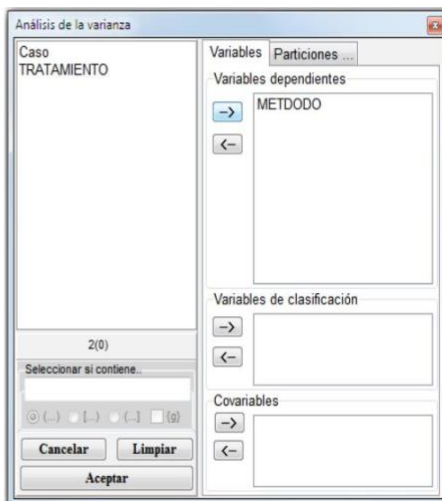 Análisis de la varianza
Caso
TRATAMIENTO
2(0)
Seleccionar si contiene..
(...) [...) (...] (g)
Cancelar Limpiar
Aceptar
Variables Particiones ...
Variables dependientes
-->
<--
METDODO
Variables de clasificación
-->
<--
Covariables
-->
<--